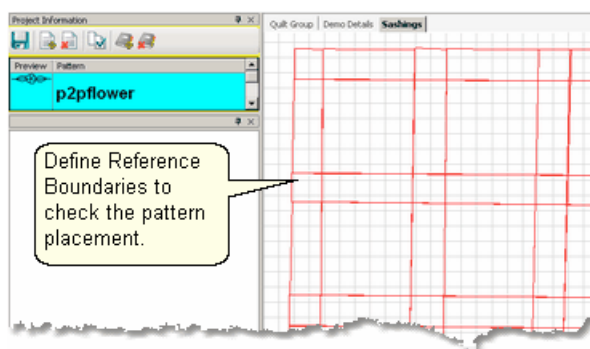 Project Information
Quilt Group | Demo Details | Sashings
Preview Pattern
p2pflower
Define Reference
Boundaries to
check the pattern
placement.